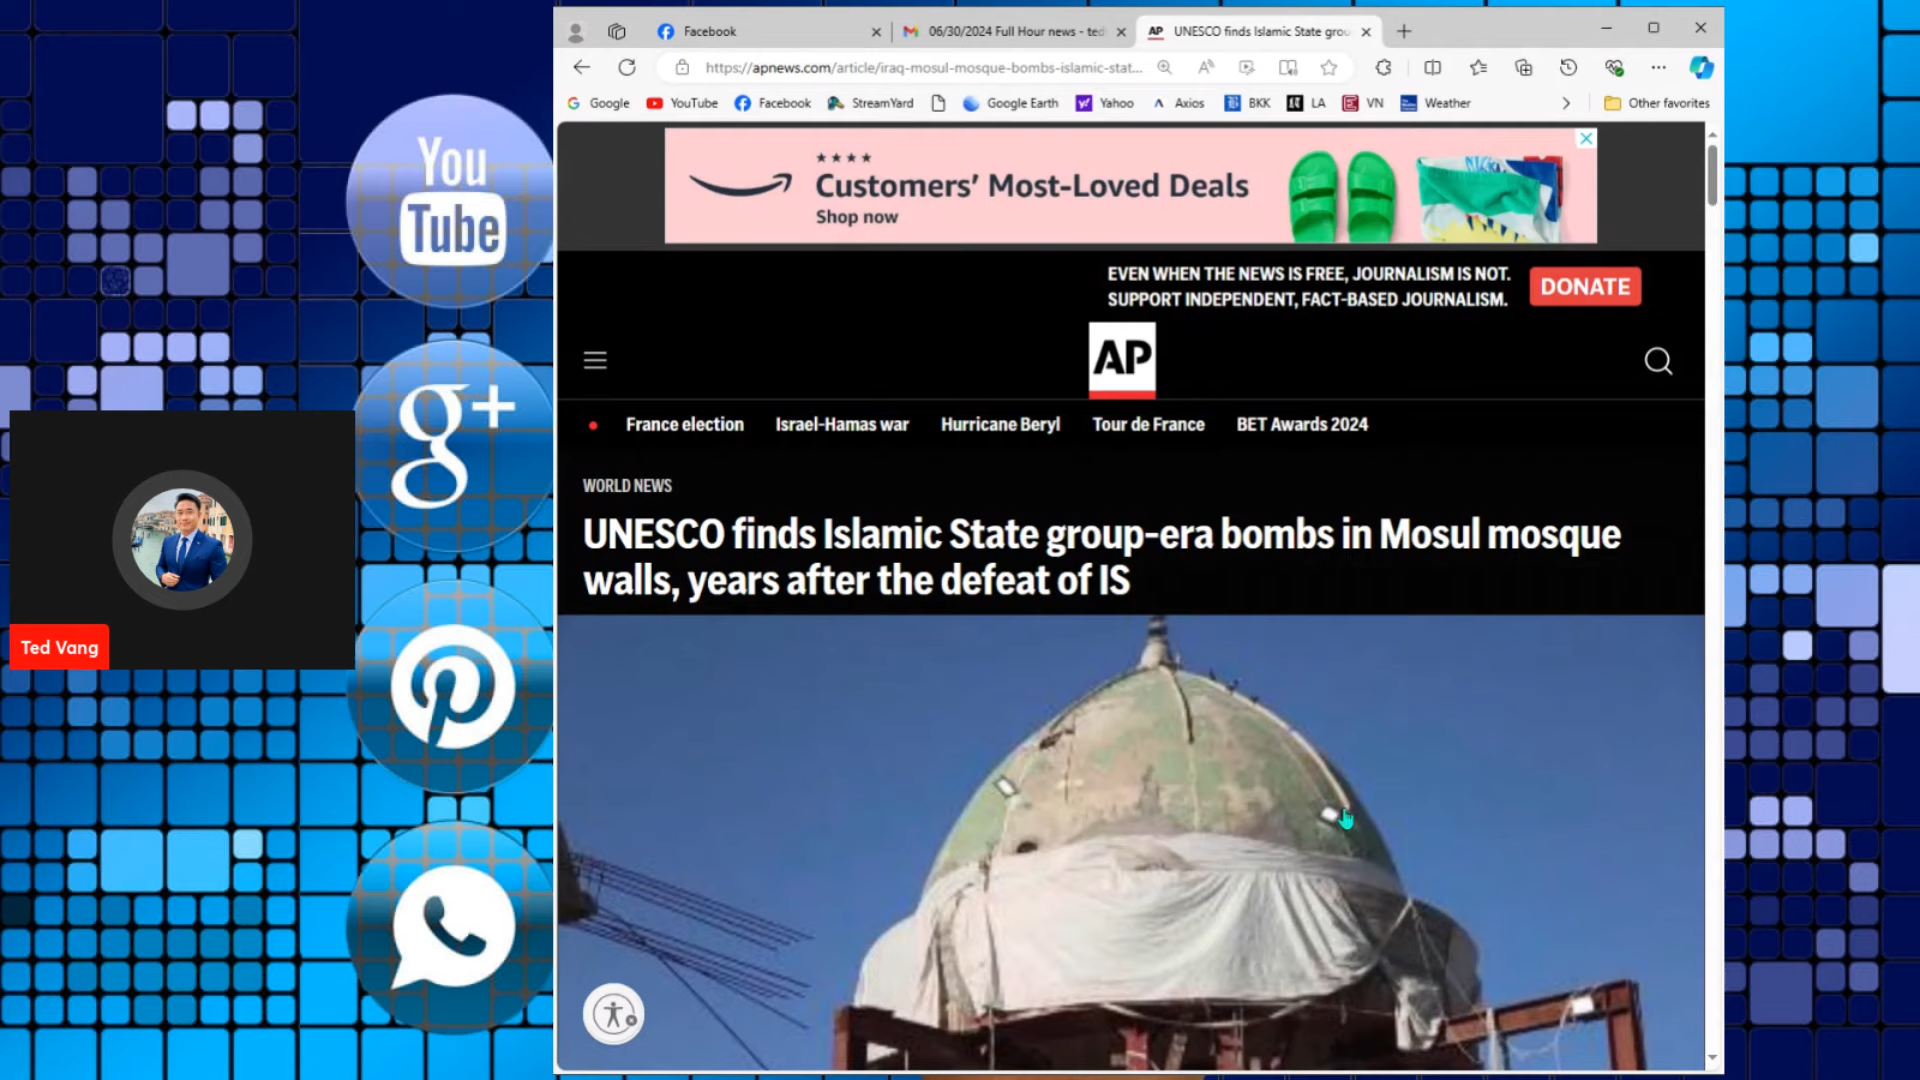 Facebook
06/30/2024 Full Hour news - ted
AP UNESCO finds Islamic State grou
https://apnews.com/article/iraq-mosul-mosque-bombs-islamic-stat...
Google YouTube Facebook StreamYard Google Earth Yahoo Axios BKK LA VN Weather Other favorites
You
Tube
Customers' Most-Loved Deals
Shop now
EVEN WHEN THE NEWS IS FREE, JOURNALISM IS NOT.
SUPPORT INDEPENDENT, FACT-BASED JOURNALISM.
DONATE
AP
g+
France election Israel-Hamas war Hurricane Beryl Tour de France BET Awards 2024
WORLD NEWS
UNESCO finds Islamic State group-era bombs in Mosul mosque
walls, years after the defeat of IS
Ted Vang